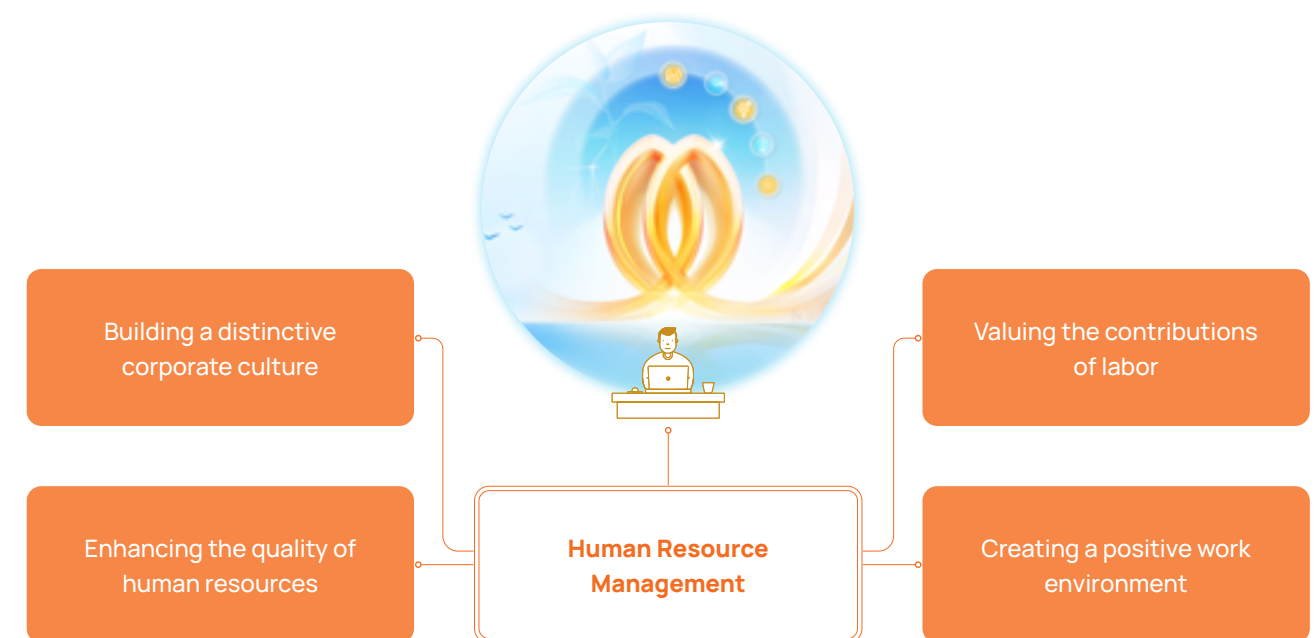 Building a distinctive
corporate culture
Valuing the contributions
of labor
Enhancing the quality of
human resources
Human Resource
Management
Creating a positive work
environment